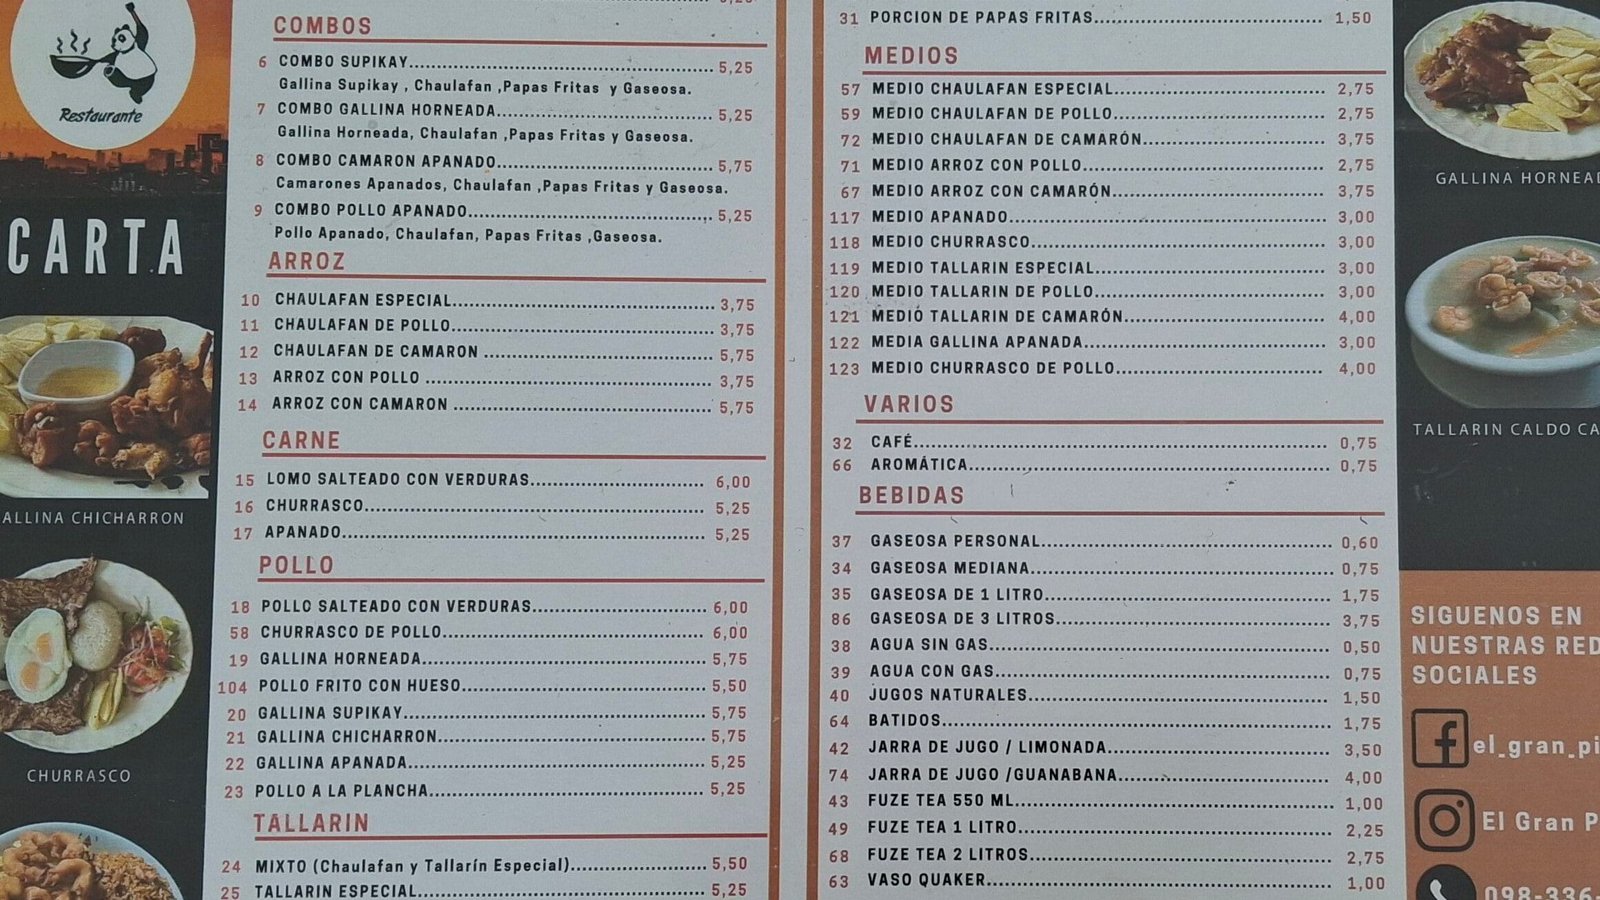 Restaurante
CARTA
ALLINA CHICHARRON
CHURRASCO
COMBOS
6 COMBO SUPIKAY 5,25
Gallina Supikay , Chaulafan ,Papas Fritas y Gaseosa.
7 COMBO GALLINA HORNEADA 5,25
Gallina Horneada, Chaulafan ,Papas Fritas y Gaseosa.
8 COMBO CAMARON APANADO 5,75
Camarones Apanados, Chaulafan ,Papas Fritas y Gaseosa.
9 COMBO POLLO APANADO 5,25
Pollo Apanado, Chaulafan, Papas Fritas ,Gaseosa.
ARROZ
10 CHAULAFAN ESPECIAL 3,75
11 CHAULAFAN DE POLLO 3,75
12 CHAULAFAN DE CAMARON 5,75
13 ARROZ CON POLLO 3,75
14 ARROZ CON CAMARON 5,75
CARNE
15 LOMO SALTEADO CON VERDURAS 6,00
16 CHURRASCO 5,25
17 APANADO 5,25
POLLO
18 POLLO SALTEADO CON VERDURAS 6,00
58 CHURRASCO DE POLLO 6,00
19 GALLINA HORNEADA 5,75
104 POLLO FRITO CON HUESO 5,50
20 GALLINA SUPIKAY 5,75
21 GALLINA CHICHARRON 5,75
22 GALLINA APANADA 5,25
23 POLLO A LA PLANCHA 5,25
TALLARIN
24 MIXTO (Chaulafan y Tallarín Especial) 5,50
25 TALLARIN ESPECIAL 5,25
31 PORCION DE PAPAS FRITAS 1,50
MEDIOS
57 MEDIO CHAULAFAN ESPECIAL 2,75
59 MEDIO CHAULAFAN DE POLLO 2,75
72 MEDIO CHAULAFAN DE CAMARÓN 3,75
71 MEDIO ARROZ CON POLLO 2,75
67 MEDIO ARROZ CON CAMARÓN 3,75
117 MEDIO APANADO 3,00
118 MEDIO CHURRASCO 3,00
119 MEDIO TALLARIN ESPECIAL 3,00
120 MEDIO TALLARIN DE POLLO 3,00
121 MEDIO TALLARIN DE CAMARÓN 4,00
122 MEDIA GALLINA APANADA 3,00
123 MEDIO CHURRASCO DE POLLO 4,00
VARIOS
32 CAFÉ 0,75
66 AROMÁTICA 0,75
BEBIDAS
37 GASEOSA PERSONAL 0,60
34 GASEOSA MEDIANA 0,75
35 GASEOSA DE 1 LITRO 1,75
86 GASEOSA DE 3 LITROS 3,75
38 AGUA SIN GAS 0,50
39 AGUA CON GAS 0,75
40 JUGOS NATURALES 1,50
64 BATIDOS 1,75
42 JARRA DE JUGO / LIMONADA 3,50
74 JARRA DE JUGO /GUANABANA 4,00
43 FUZE TEA 550 ML 1,00
49 FUZE TEA 1 LITRO 2,25
68 FUZE TEA 2 LITROS 2,75
63 VASO QUAKER 1,00
GALLINA HORNEAD
TALLARIN CALDO CA
SIGUENOS EN
NUESTRAS RED
SOCIALES
el_gran_pi
El Gran P
098-336-